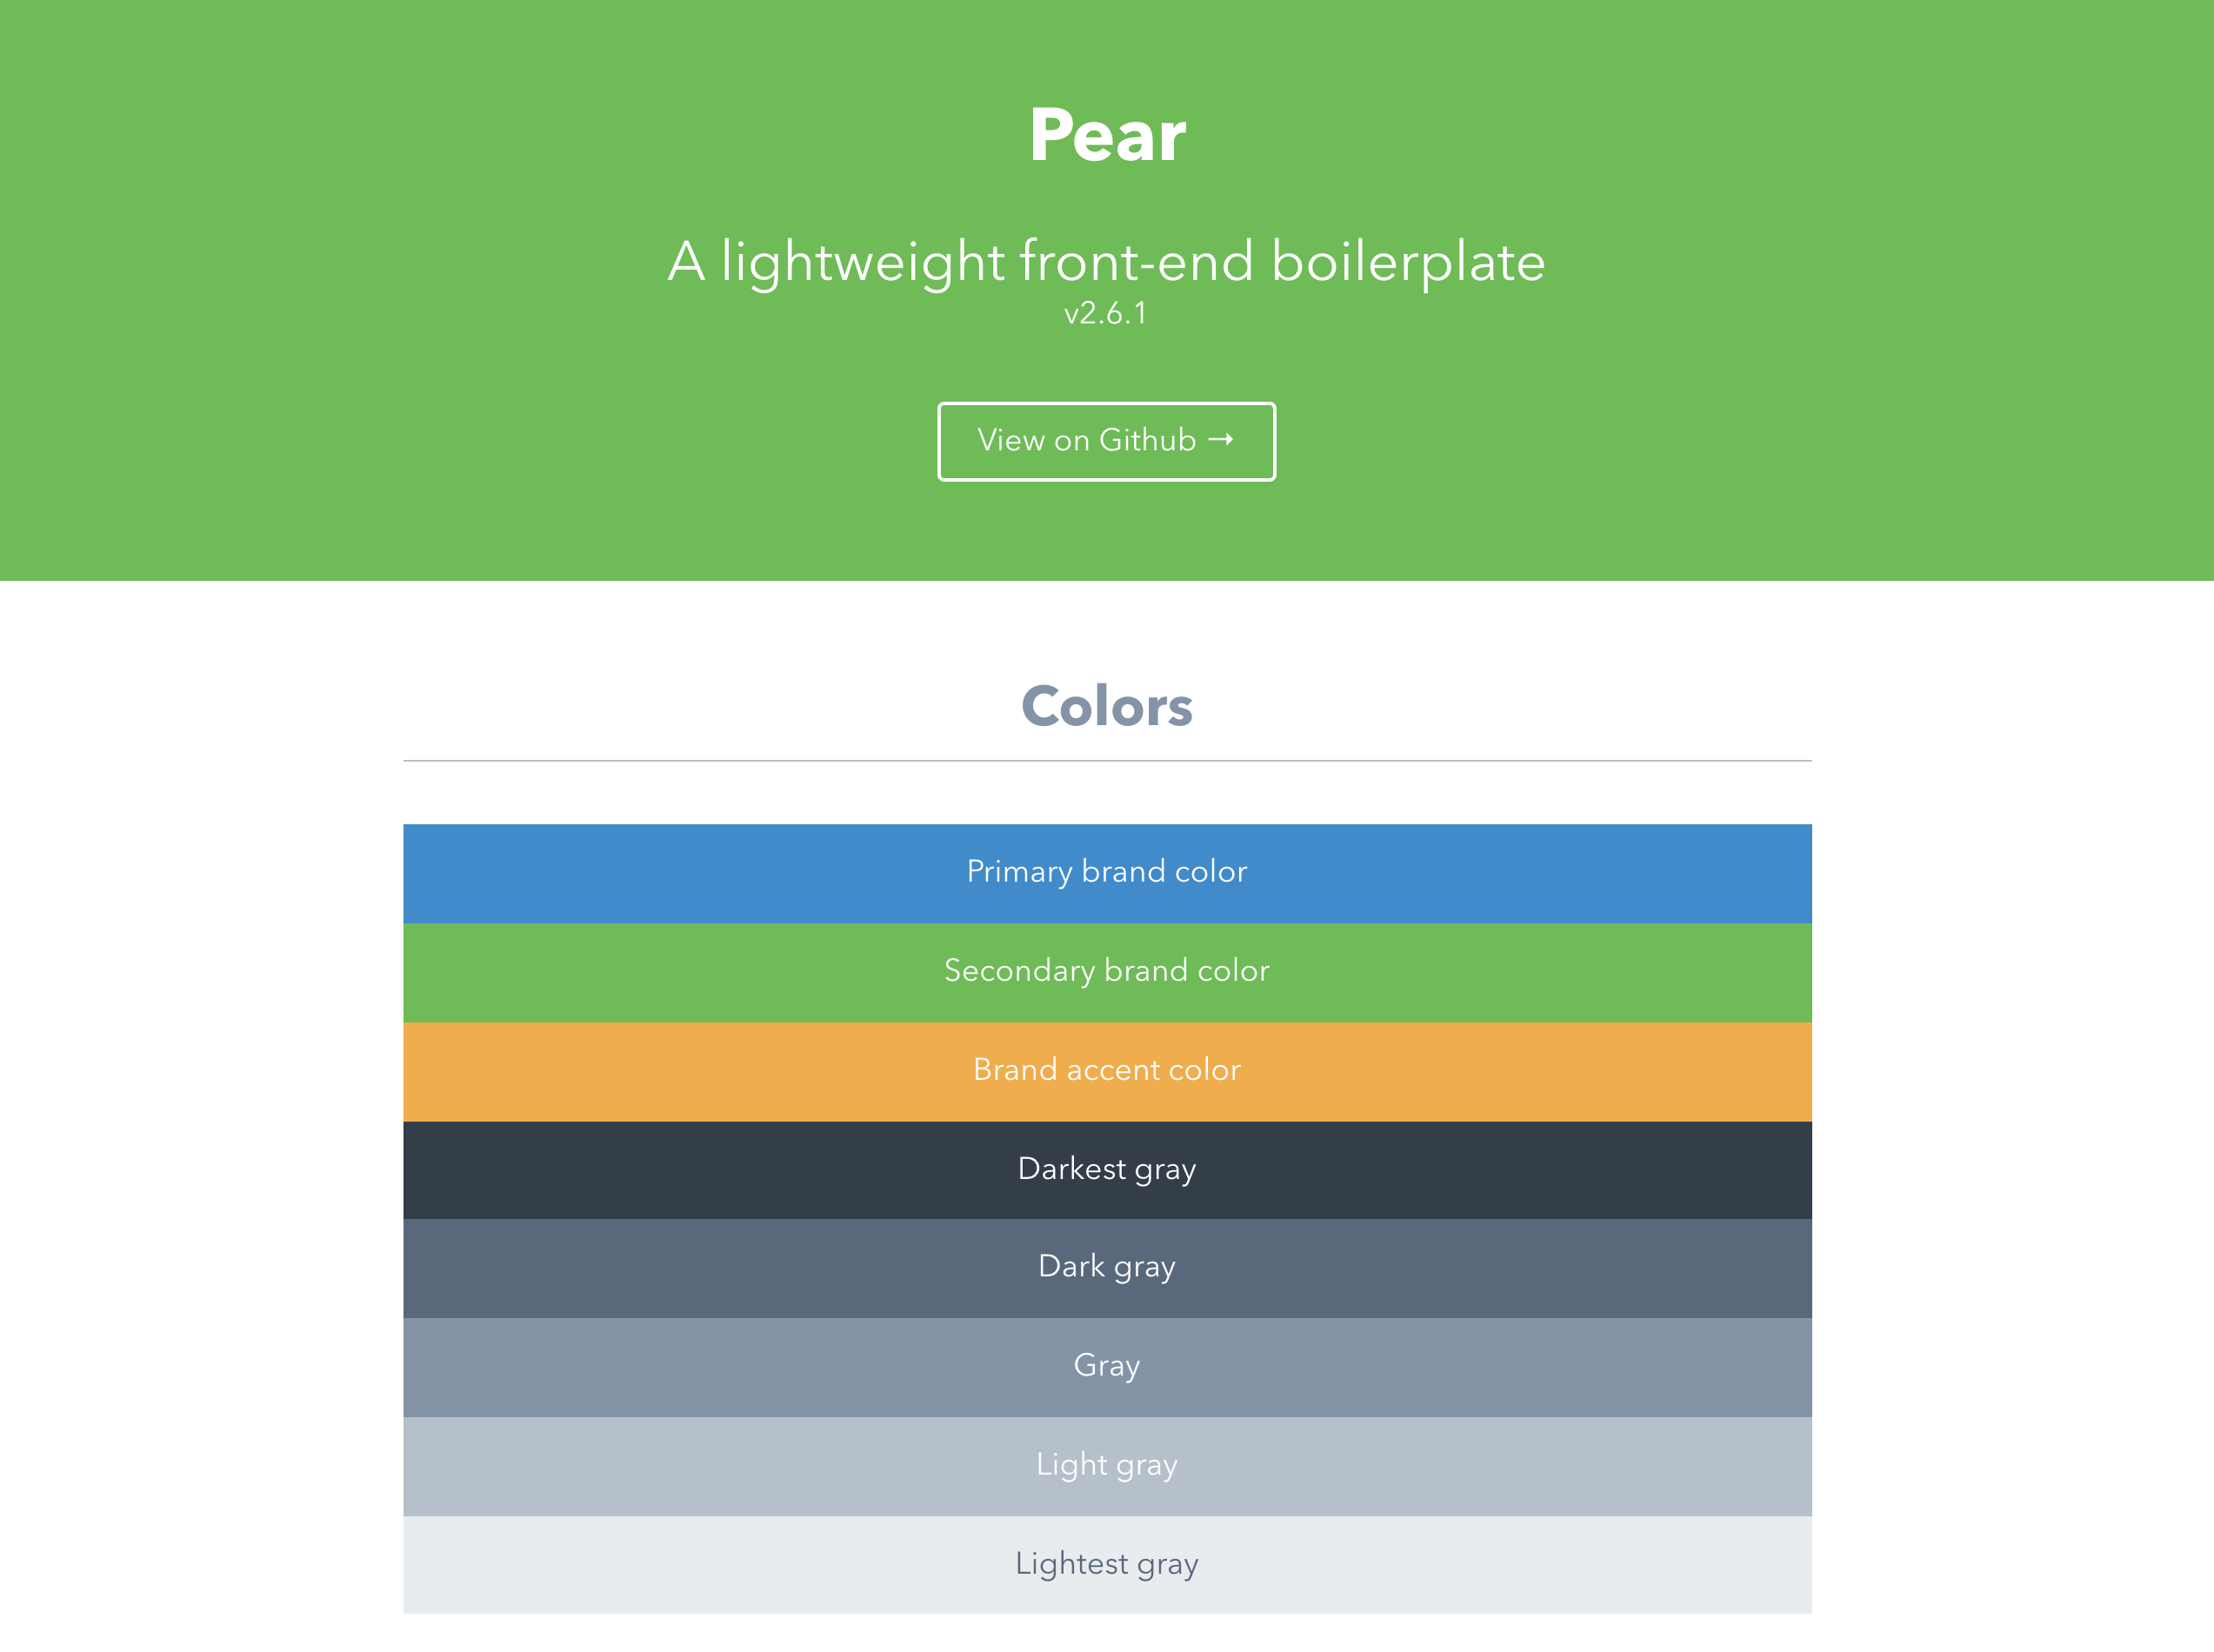 Pear
A lightweight front-end boilerplate
v2.6.1
View on Github →
Colors
Primary brand color
Secondary brand color
Brand accent color
Darkest gray
Dark gray
Gray
Light gray
Lightest gray